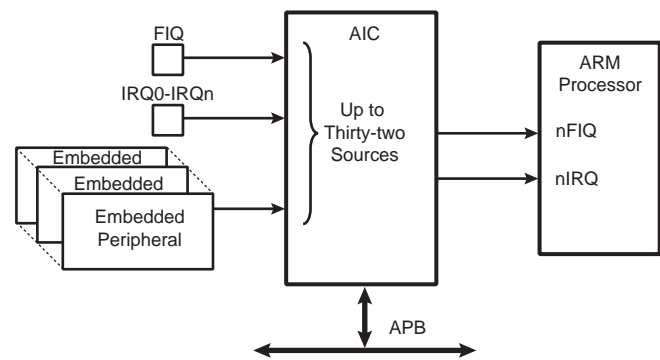 FIQ
IRQ0-IRQn
Embedded
Embedded
Embedded
Peripheral
AIC
Up to
Thirty-two
Sources
ARM
Processor
nFIQ
nIRQ
APB